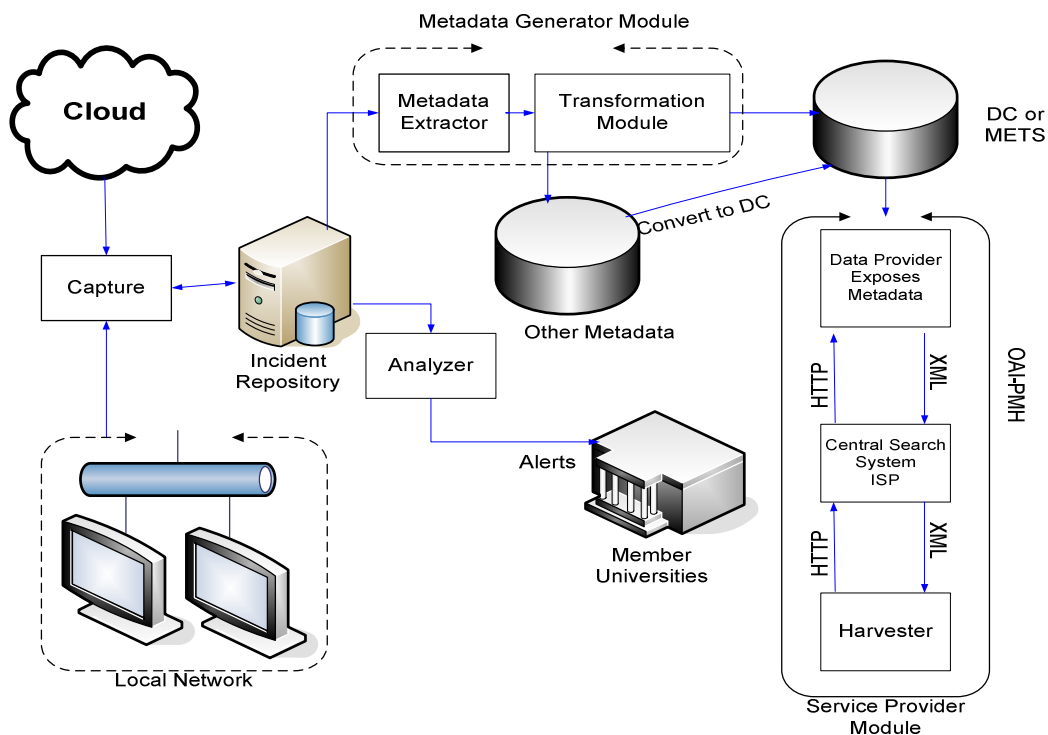 Metadata Generator Module
Cloud
Metadata
Extractor
Transformation
Module
DC or
METS
Convert to DC
Capture
Data Provider
Exposes
Metadata
Other Metadata
Incident
Repository
Analyzer
HTTP
XML
OAI-PMH
Central Search
System
ISP
Alerts
Member
Universities
HTTP
XML
Harvester
Local Network
Service Provider
Module